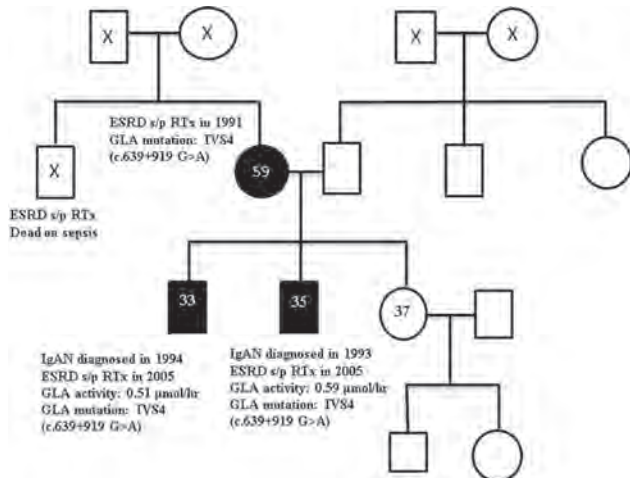 X
X
X
X
ESRD s/p RTx in 1991
GLA mutation: IVS4
(c.639+919 G>A)
X
59
ESRD s/p RTx
Dead on sepsis
33
35
37
IgAN diagnosed in 1994
ESRD s/p RTx in 2005
GLA activity: 0.51 μmol/hr
GLA mutation: IVS4
(c.639+919 G>A)
IgAN diagnosed in 1993
ESRD s/p RTx in 2005
GLA activity: 0.59 μmol/hr
GLA mutation: IVS4
(c.639+919 G>A)